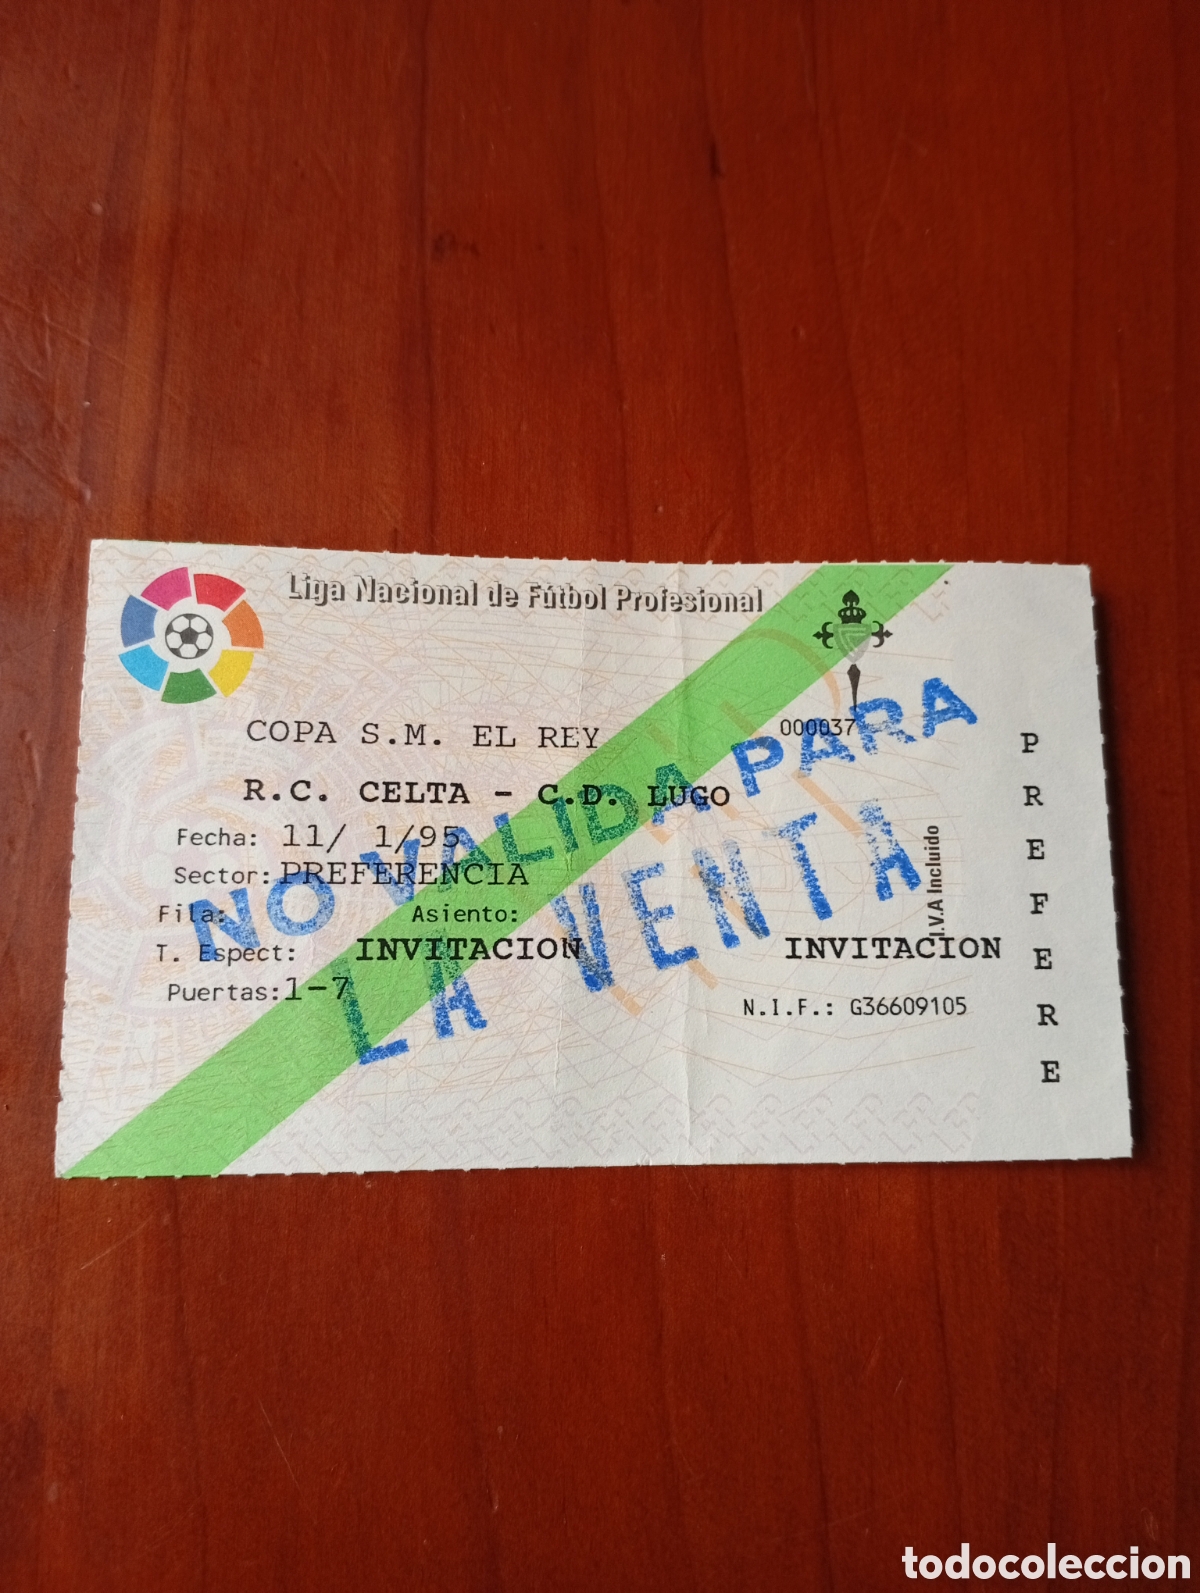 Liga Nacional de Fútbol Profesional
COPA S.M. EL REY
000037
R.C. CELTA - C.D. LUGO
Fecha: 11/ 1/95
Sector: PREFERENCIA
Fila: Asiento:
T. Espect: INVITACION
Puertas: 1-7
NO VALIDA PARA
LA VENTA
I.V.A Incluido
INVITACION
N.I.F.: G36609105
PREFERE
todocoleccion